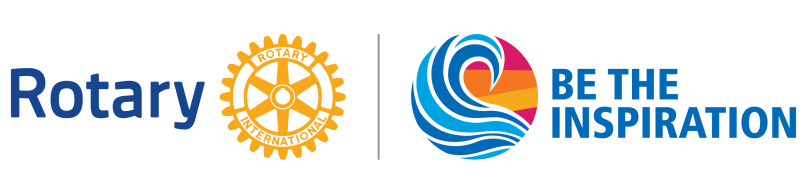 Rotary
ROTARY
INTERNATIONAL
BE THE
INSPIRATION